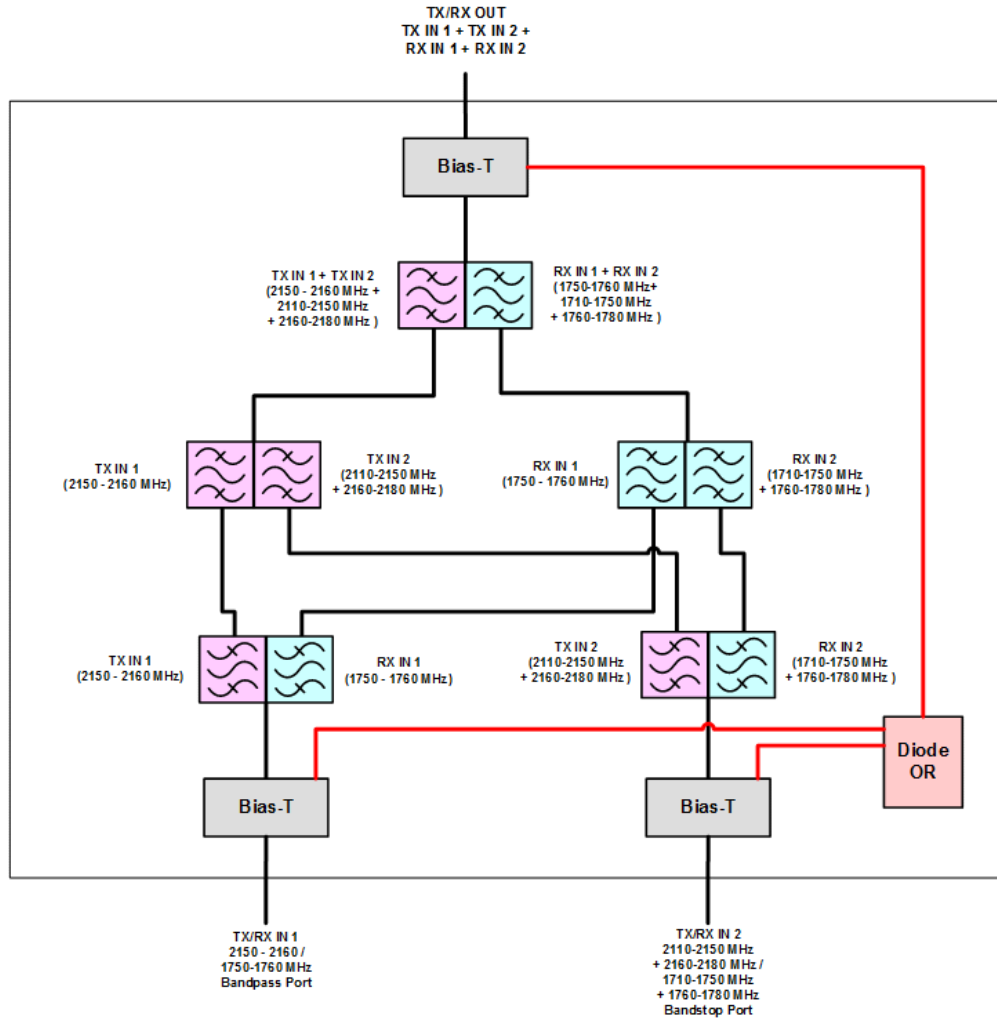 TX/RX OUT
TX IN 1 + TX IN 2 +
RX IN 1 + RX IN 2
Bias-T
TX IN 1 + TX IN 2
(2150 - 2160 MHz +
2110-2150 MHz
+ 2160-2180 MHz )
RX IN 1 + RX IN 2
(1750-1760 MHz+
1710-1750 MHz
+ 1760-1780 MHz )
TX IN 1
(2150 - 2160 MHz)
TX IN 2
(2110-2150 MHz
+ 2160-2180 MHz )
RX IN 1
(1750 - 1760 MHz)
RX IN 2
(1710-1750 MHz
+ 1760-1780 MHz )
TX IN 1
(2150 - 2160 MHz)
RX IN 1
(1750 - 1760 MHz)
TX IN 2
(2110-2150 MHz
+ 2160-2180 MHz )
RX IN 2
(1710-1750 MHz
+ 1760-1780 MHz )
Diode
OR
Bias-T
Bias-T
TX/RX IN 1
2150 - 2160 /
1750-1760 MHz
Bandpass Port
TX/RX IN 2
2110-2150 MHz
+ 2160-2180 MHz /
1710-1750 MHz
+ 1760-1780 MHz
Bandstop Port